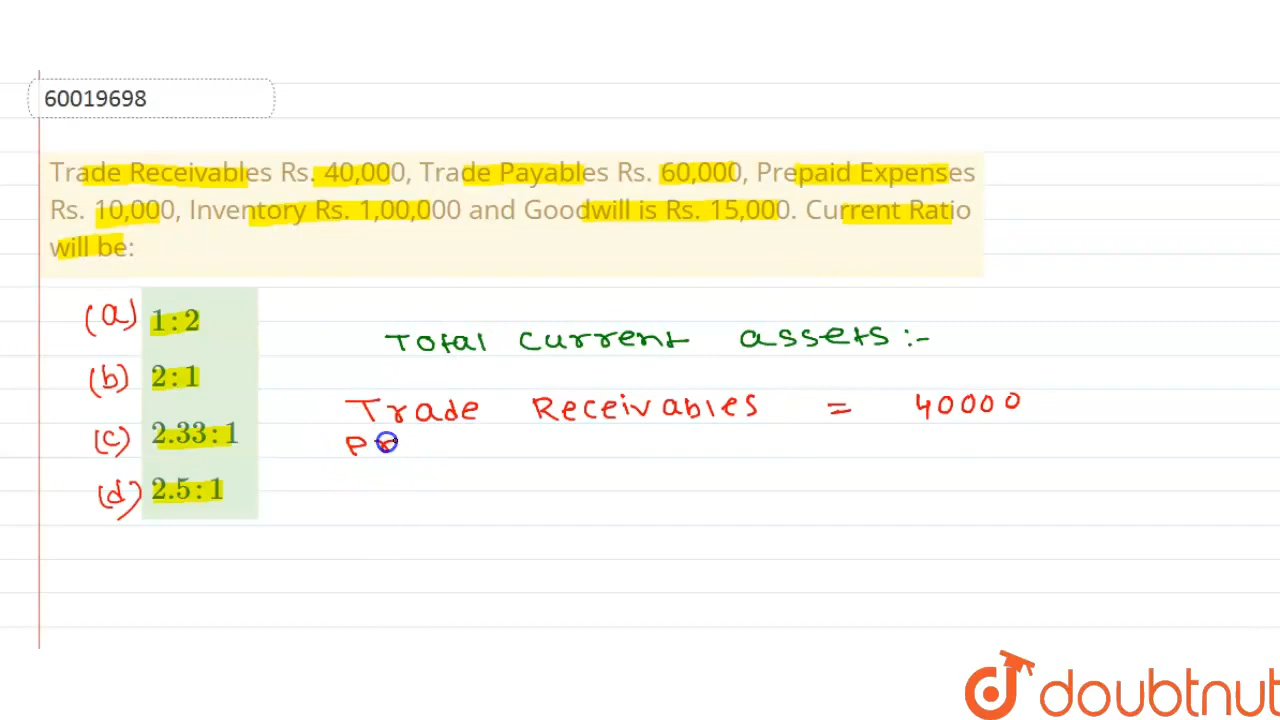 60019698
Trade Receivables Rs. 40,000, Trade Payables Rs. 60,000, Prepaid Expenses
Rs. 10,000, Inventory Rs. 1,00,000 and Goodwill is Rs. 15,000. Current Ratio
will be:
(a) 1 : 2
(b) 2 : 1
(c) 2.33 : 1
(d) 2.5 : 1
Total current assets :-
Trade Receivables = 40000
Pr
doubtnut